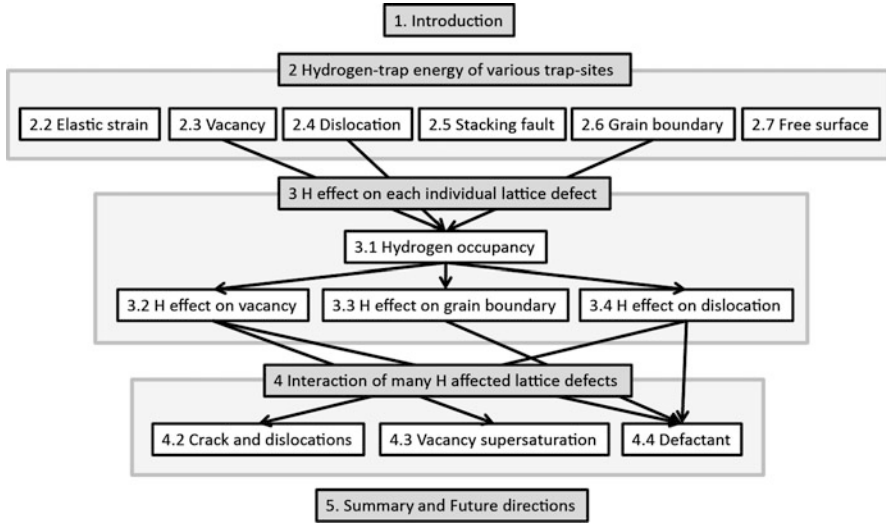 1. Introduction
2 Hydrogen-trap energy of various trap-sites
2.2 Elastic strain
2.3 Vacancy
2.4 Dislocation
2.5 Stacking fault
2.6 Grain boundary
2.7 Free surface
3 H effect on each individual lattice defect
3.1 Hydrogen occupancy
3.2 H effect on vacancy
3.3 H effect on grain boundary
3.4 H effect on dislocation
4 Interaction of many H affected lattice defects
4.2 Crack and dislocations
4.3 Vacancy supersaturation
4.4 Defactant
5. Summary and Future directions